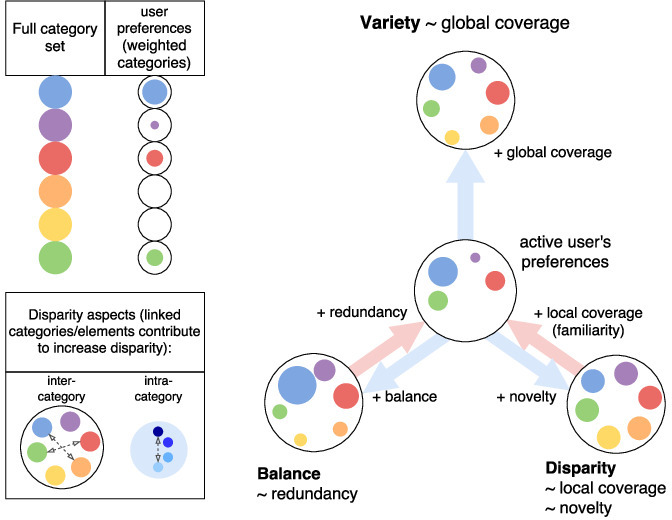 Full category
set
user
preferences
(weighted
categories)
Disparity aspects (linked
categories/elements contribute
to increase disparity):
inter-
category
intra-
category
Variety ~ global coverage
+ global coverage
active user's
preferences
+ redundancy
+ local coverage
(familiarity)
+ balance
+ novelty
Balance
~ redundancy
Disparity
~ local coverage
~ novelty